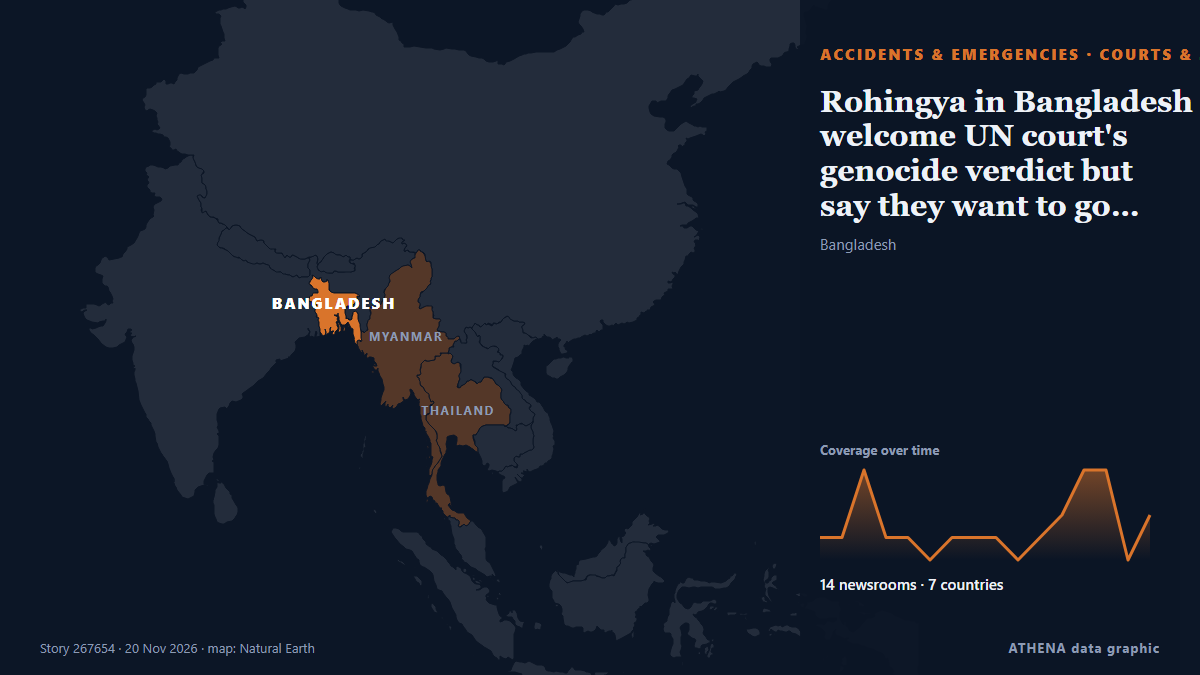 ACCIDENTS & EMERGENCIES · COURTS &
Rohingya in Bangladesh
welcome UN court's
genocide verdict but
say they want to go...
Bangladesh
BANGLADESH
MYANMAR
THAILAND
Coverage over time
14 newsrooms · 7 countries
Story 267654 · 20 Nov 2026 · map: Natural Earth
ATHENA data graphic